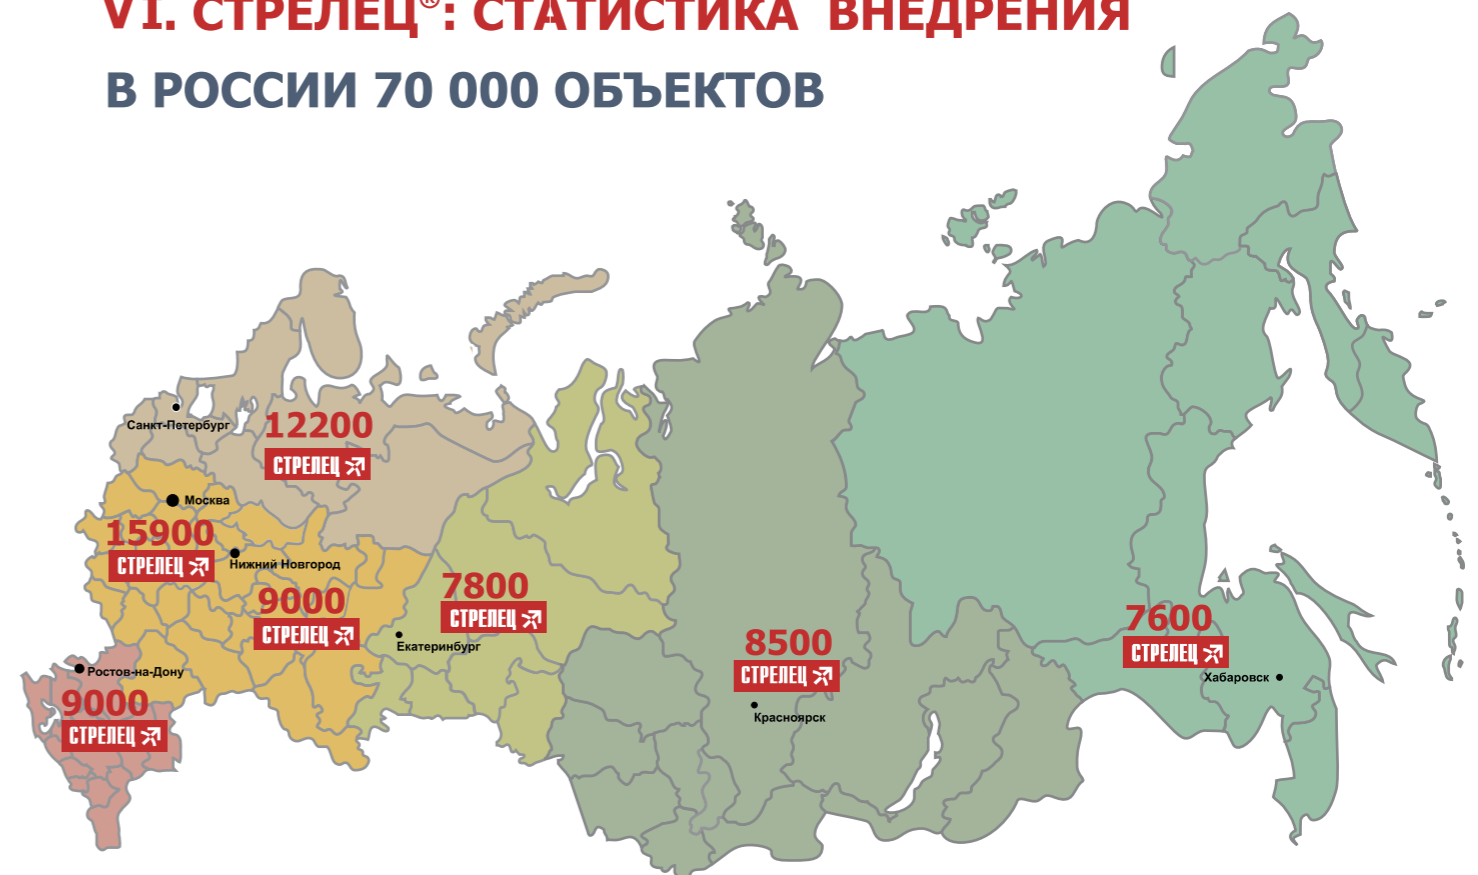 VI. СТРЕЛЕЦ®: СТАТИСТИКА ВНЕДРЕНИЯ
В РОССИИ 70 000 ОБЪЕКТОВ
Санкт-Петербург
12200
СТРЕЛЕЦ
Москва
15900
СТРЕЛЕЦ
Нижний Новгород
9000
СТРЕЛЕЦ
7800
СТРЕЛЕЦ
Екатеринбург
Ростов-на-Дону
9000
СТРЕЛЕЦ
8500
СТРЕЛЕЦ
Красноярск
7600
СТРЕЛЕЦ
Хабаровск